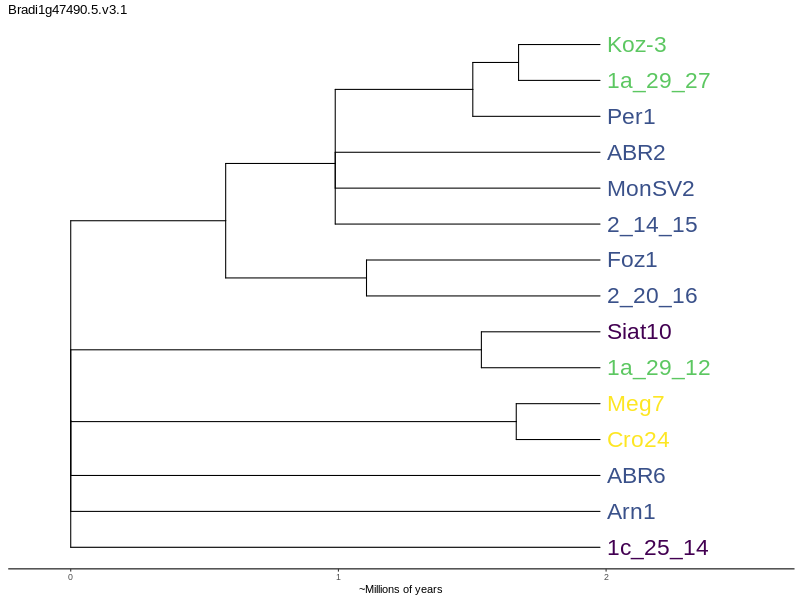 Bradi1g47490.5.v3.1
Koz-3
1a_29_27
Per1
ABR2
MonSV2
2_14_15
Foz1
2_20_16
Siat10
1a_29_12
Meg7
Cro24
ABR6
Arn1
1c_25_14
0 1 2
~Millions of years